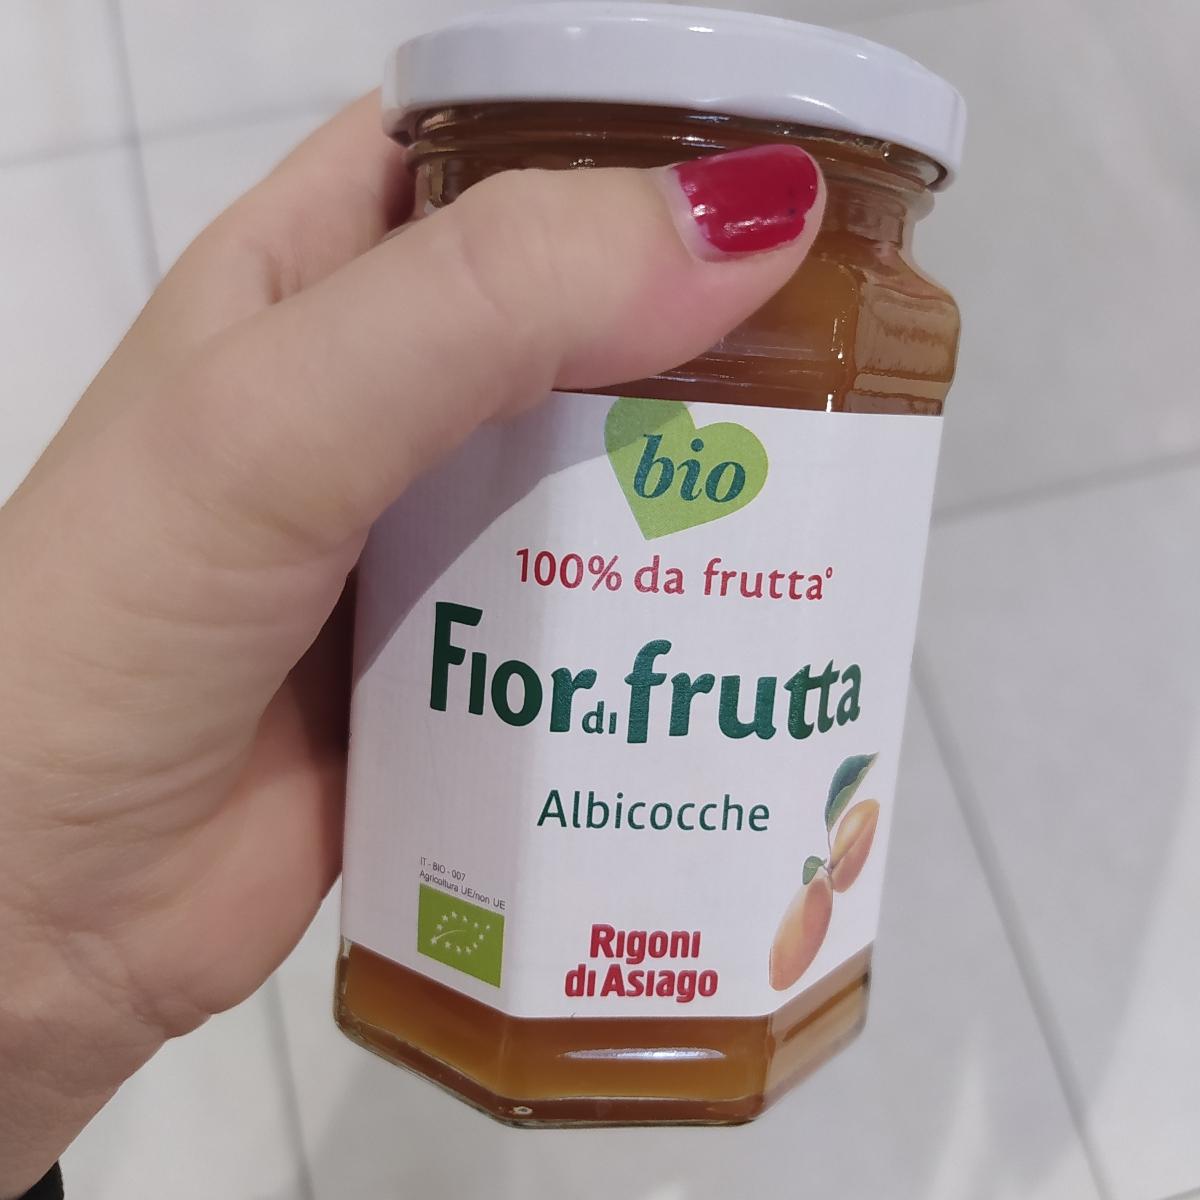 bio
100% da frutta°
Fior di frutta
Albicocche
IT - BIO - 007
Agricoltura UE/non UE
Rigoni
di Asiago